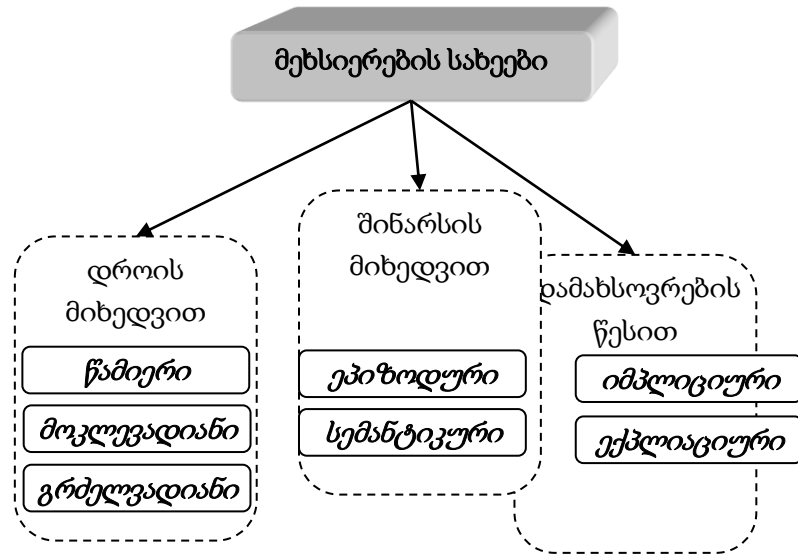 მეხსიერების სახეები
დროის
მიხედვით
წამიერი
მოკლევადიანი
გრძელვადიანი
შინარსის
მიხედვით
ეპიზოდური
სემანტიკური
დამახსოვრების
წესით
იმპლიციური
ექპლიაციური